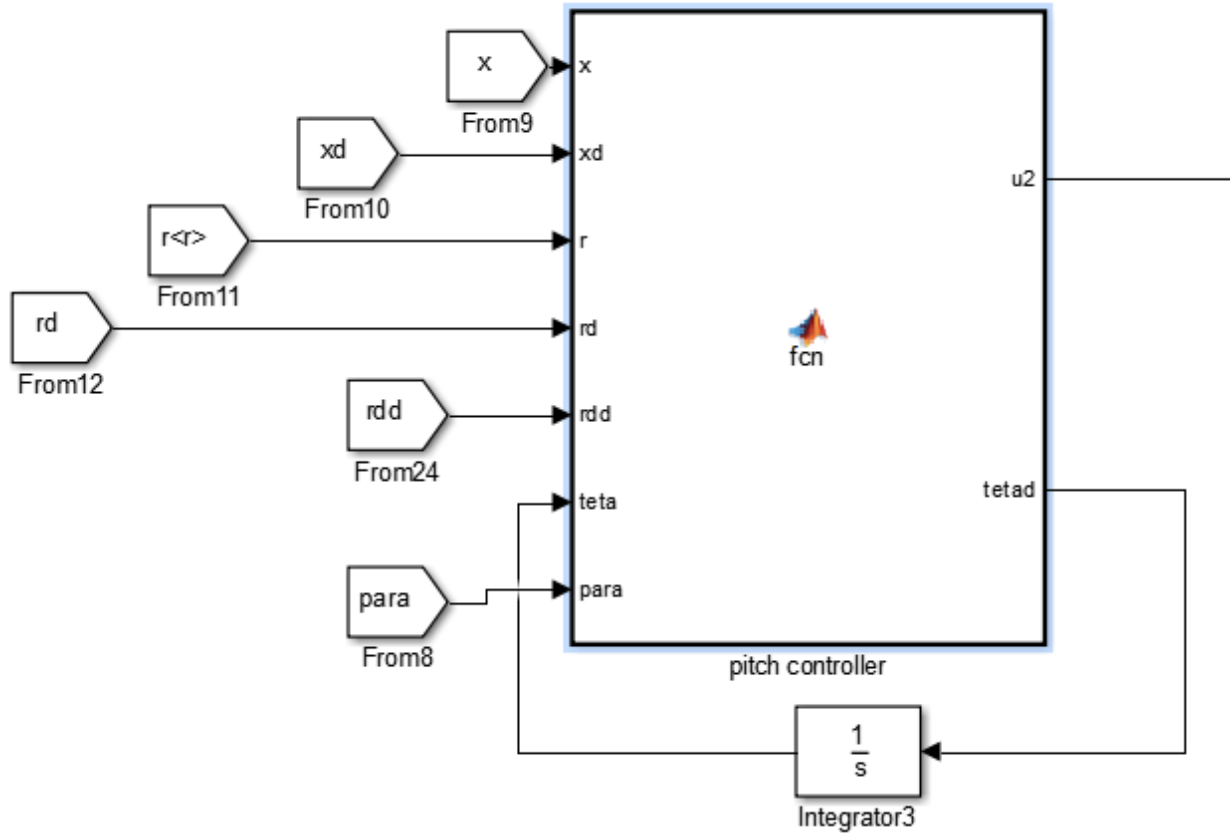 x
x
From9
xd
xd
From10
u2
r<r>
r
From11
rd
rd
From12
fcn
rdd
rdd
From24
teta
tetad
para
para
From8
pitch controller
1
s
Integrator3